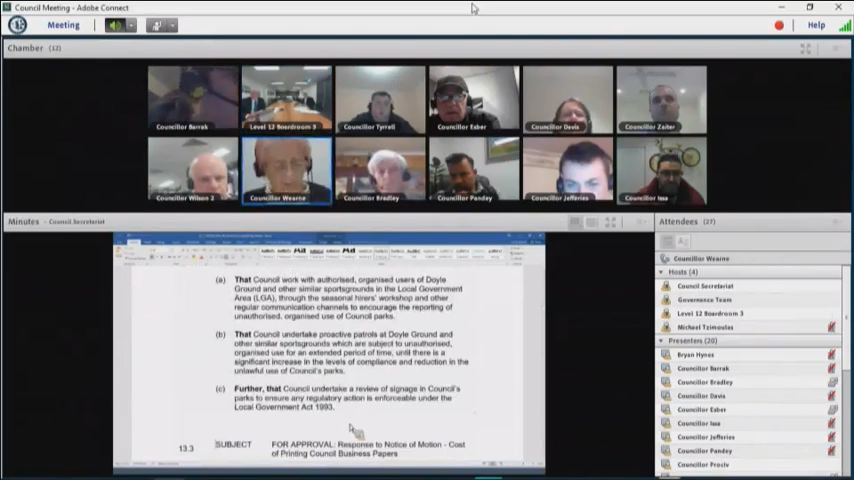 Council Meeting - Adobe Connect
Meeting
Help
Chamber (12)
Councillor Barrak
Level 12 Boardroom 3
Councillor Tyrrell
Councillor Esber
Councillor Davis
Councillor Zaiter
Councillor Wilson 2
Councillor Wearne
Councillor Bradley
Councillor Pandey
Councillor Jefferies
Councillor Issa
Minutes - Council Secretariat
(a) That Council work with authorised, organised users of Doyle
Ground and other similar sportsgrounds in the Local Government
Area (LGA), through the seasonal hirers' workshop and other
regular communication channels to encourage the reporting of
unauthorised, organised use of Council parks.
(b) That Council undertake proactive patrols at Doyle Ground and
other similar sportsgrounds which are subject to unauthorised,
organised use for an extended period of time, until there is a
significant increase in the levels of compliance and reduction in the
unlawful use of Council's parks.
(c) Further, that Council undertake a review of signage in Council's
parks to ensure any regulatory action is enforceable under the
Local Government Act 1993.
13.3 SUBJECT FOR APPROVAL: Response to Notice of Motion - Cost
of Printing Council Business Papers
Attendees (27)
Councillor Wearne
Hosts (4)
Council Secretariat
Governance Team
Level 12 Boardroom 3
Michael Tzimoulas
Presenters (20)
Bryan Hynes
Councillor Barrak
Councillor Bradley
Councillor Davis
Councillor Esber
Councillor Issa
Councillor Jefferies
Councillor Pandey
Councillor Prociv